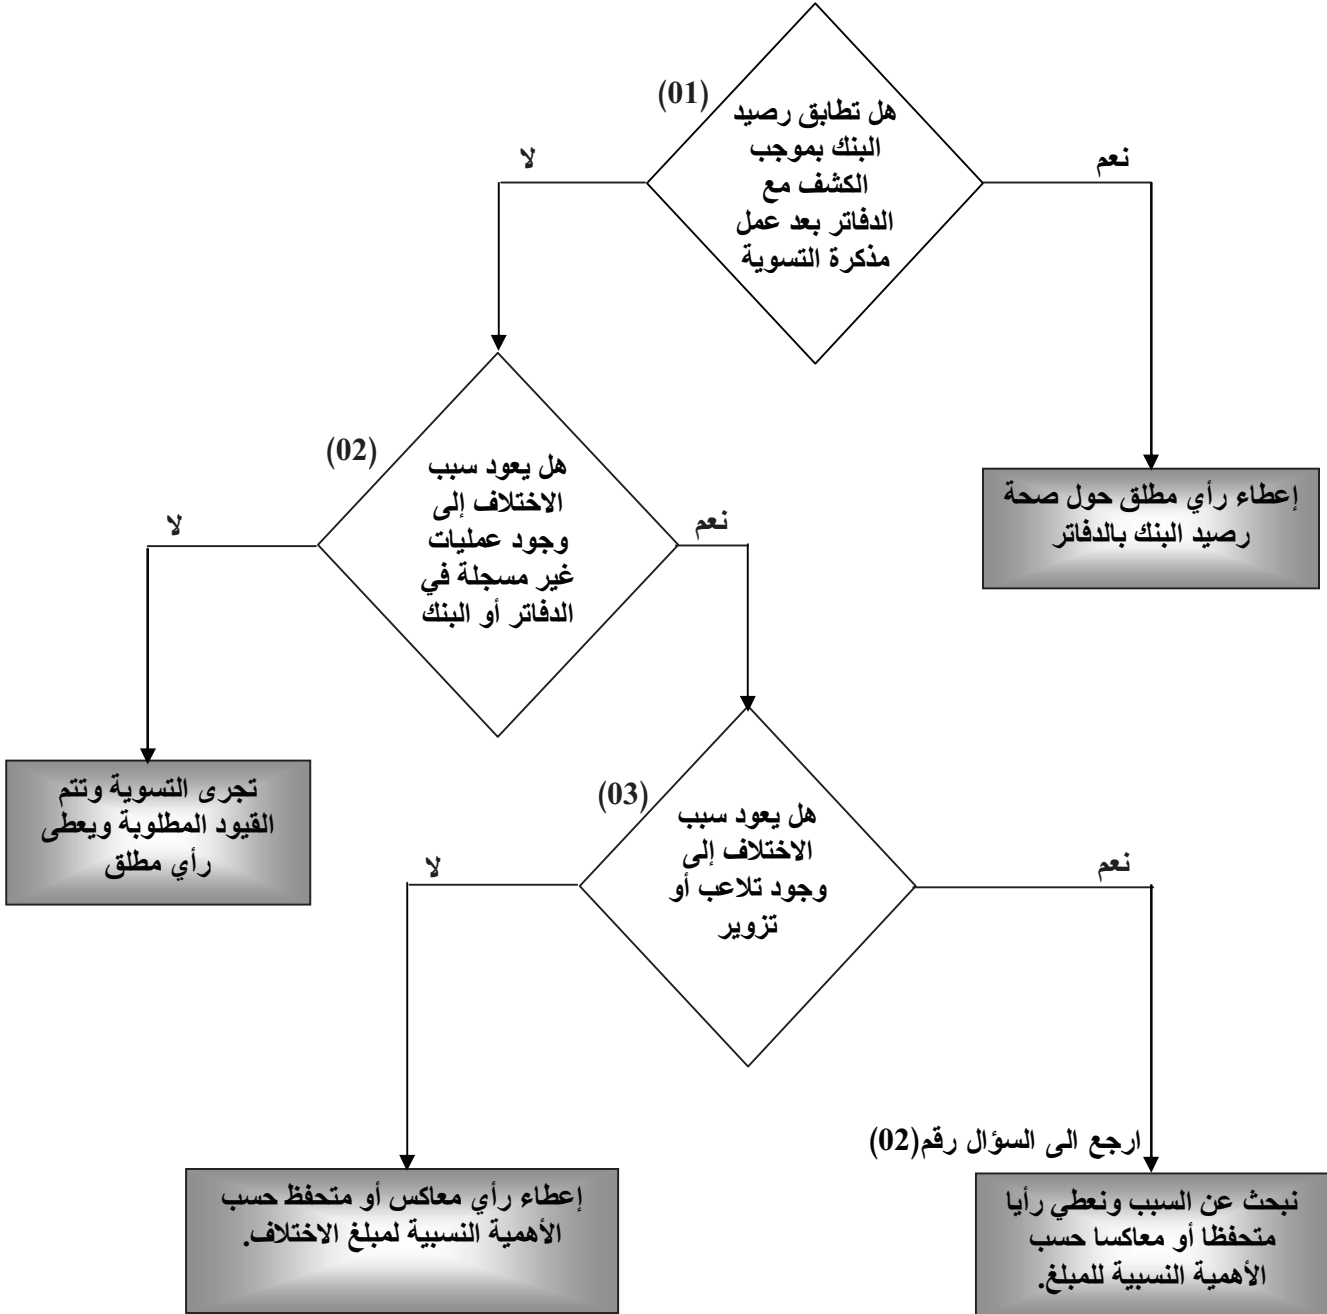 (01)
هل تطابق رصيد
البنك بموجب
الكشف مع
الدفاتر بعد عمل
مذكرة التسوية
نعم
لا
إعطاء رأي مطلق حول صحة
رصيد البنك بالدفاتر
(02)
هل يعود سبب
الاختلاف إلى
وجود عمليات
غير مسجلة في
الدفاتر أو البنك
نعم
لا
تجرى التسوية وتتم
القيود المطلوبة ويعطى
رأي مطلق
(03)
هل يعود سبب
الاختلاف إلى
وجود تلاعب أو
تزوير
نعم
لا
ارجع الى السؤال رقم(02)
نبحث عن السبب ونعطي رأيا
متحفظا أو معاكسا حسب
الأهمية النسبية للمبلغ.
إعطاء رأي معاكس أو متحفظ حسب
الأهمية النسبية لمبلغ الاختلاف.